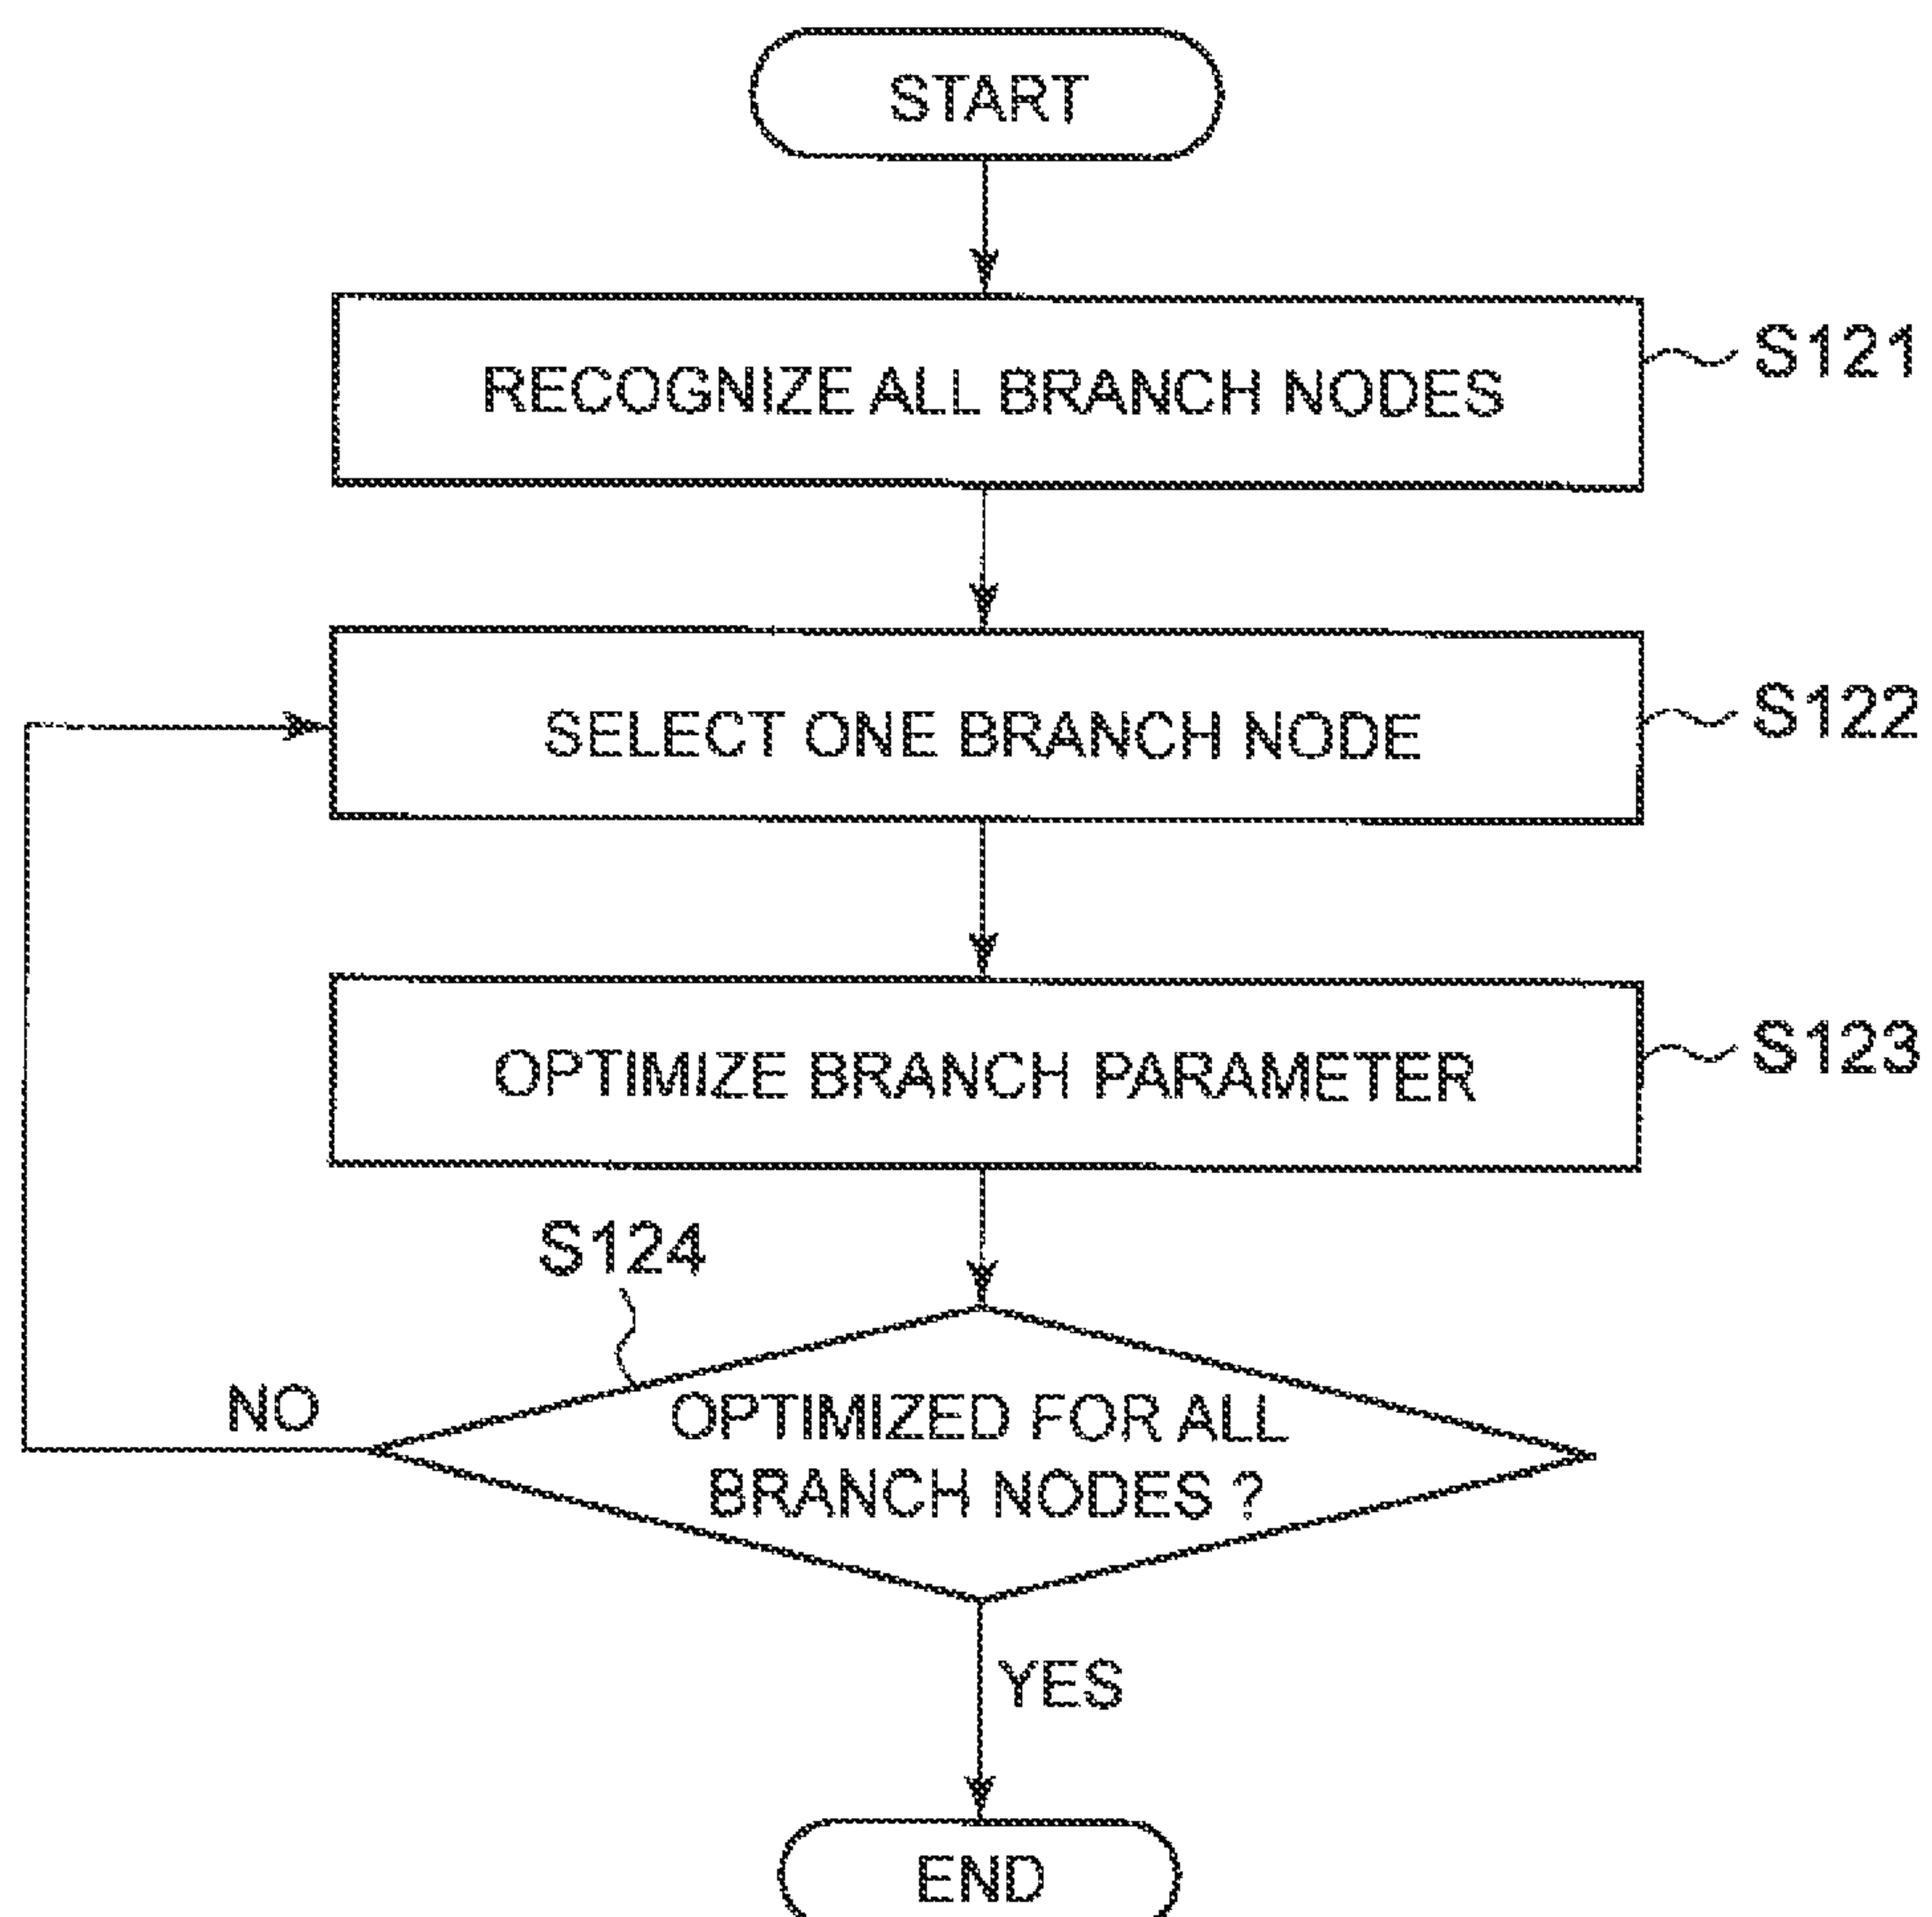 START
RECOGNIZE ALL BRANCH NODES
S121
SELECT ONE BRANCH NODE
S122
OPTIMIZE BRANCH PARAMETER
S123
S124
NO
OPTIMIZED FOR ALL
BRANCH NODES ?
YES
END